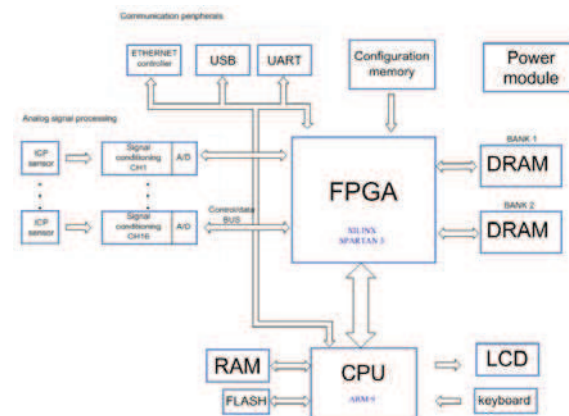 Communication peripherals
ETHERNET
controller
USB
UART
Configuration
memory
Power
module
Analog signal processing
ICP
sensor
Signal
conditioning
CH1
A/D
BANK 1
DRAM
FPGA
XILINX
SPARTAN 3
BANK 2
DRAM
ICP
sensor
Signal
conditioning
CH16
A/D
Control/data
BUS
RAM
FLASH
CPU
ARM 9
LCD
keyboard